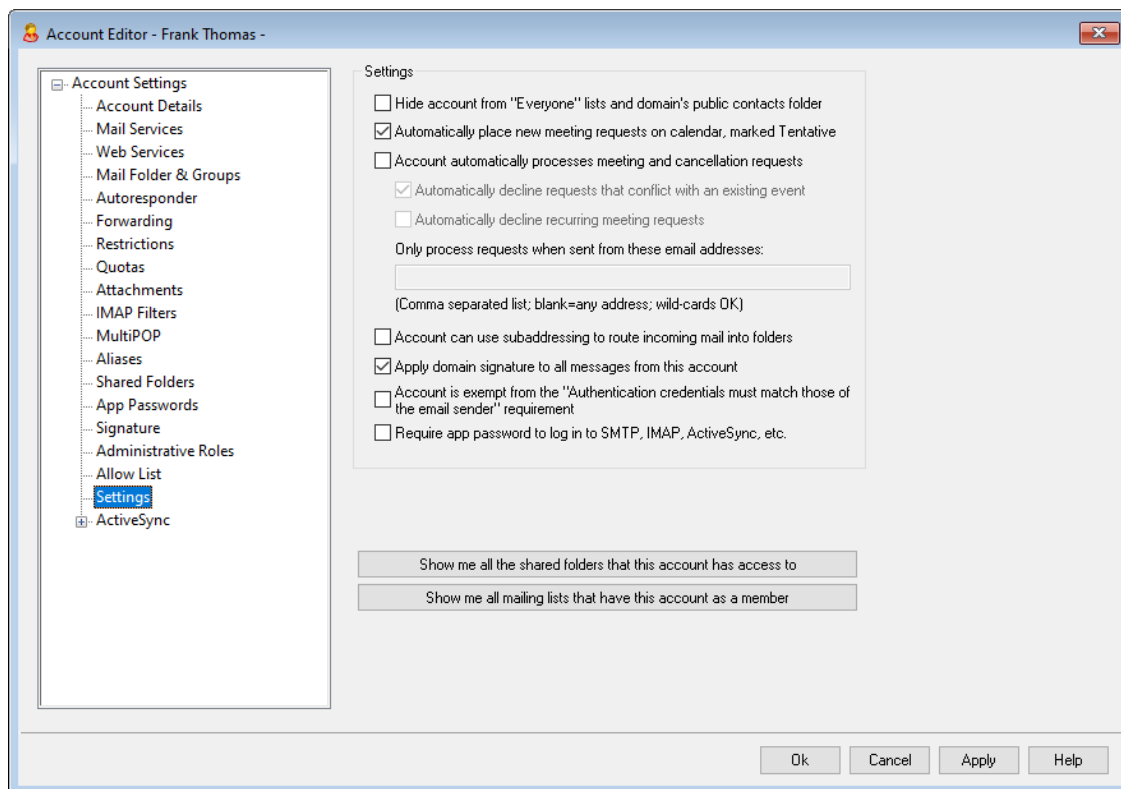 Account Editor - Frank Thomas -
Account Settings
Account Details
Mail Services
Web Services
Mail Folder & Groups
Autoresponder
Forwarding
Restrictions
Quotas
Attachments
IMAP Filters
MultiPOP
Aliases
Shared Folders
App Passwords
Signature
Administrative Roles
Allow List
Settings
ActiveSync
Settings
Hide account from "Everyone" lists and domain's public contacts folder
Automatically place new meeting requests on calendar, marked Tentative
Account automatically processes meeting and cancellation requests
Automatically decline requests that conflict with an existing event
Automatically decline recurring meeting requests
Only process requests when sent from these email addresses:
(Comma separated list; blank=any address; wild-cards OK)
Account can use subaddressing to route incoming mail into folders
Apply domain signature to all messages from this account
Account is exempt from the "Authentication credentials must match those of
the email sender" requirement
Require app password to log in to SMTP, IMAP, ActiveSync, etc.
Show me all the shared folders that this account has access to
Show me all mailing lists that have this account as a member
Ok
Cancel
Apply
Help